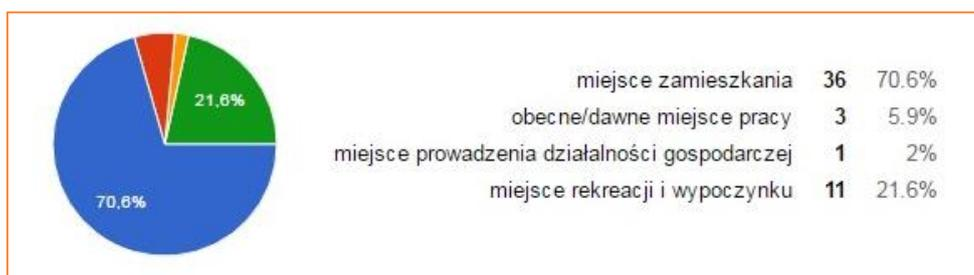 21,6%
70,6%
miejsce zamieszkania 36 70.6%
obecne/dawne miejsce pracy 3 5.9%
miejsce prowadzenia działalności gospodarczej 1 2%
miejsce rekreacji i wypoczynku 11 21.6%